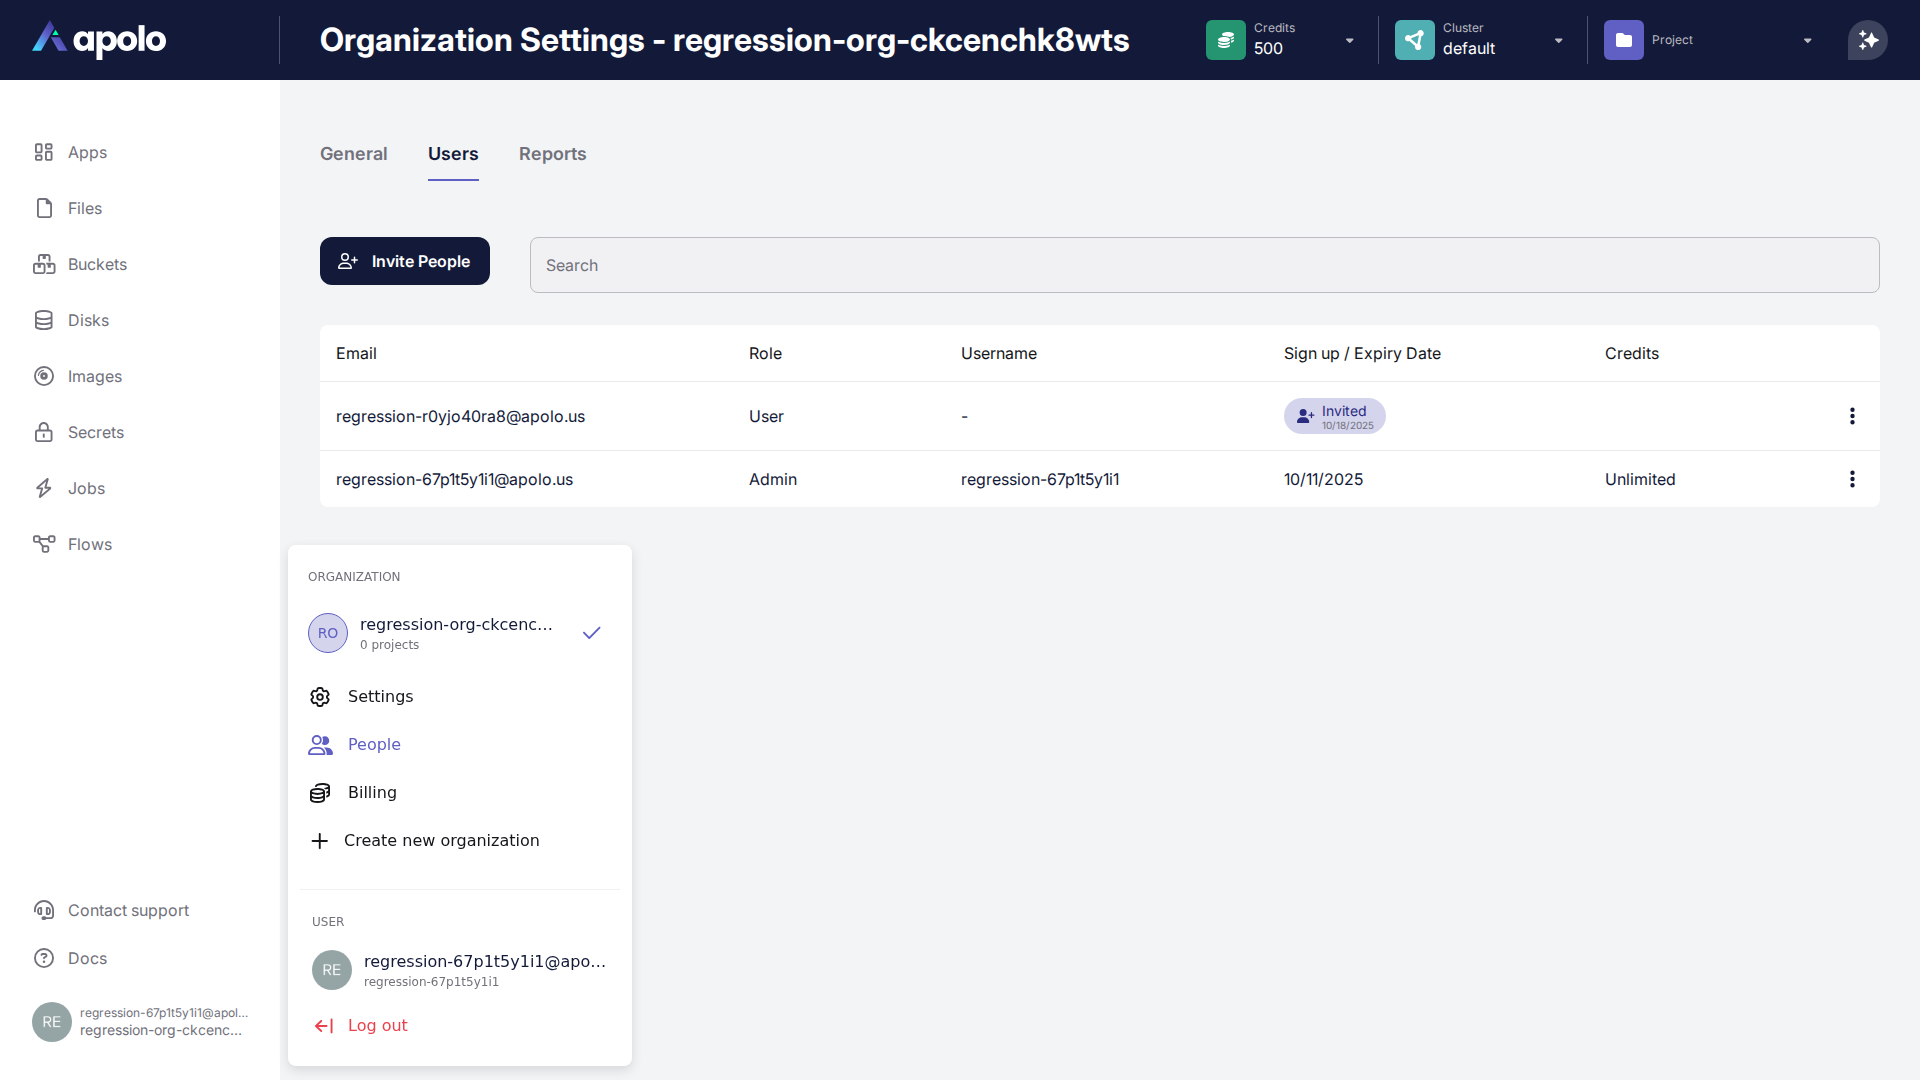 apolo
Organization Settings - regression-org-ckcenchk8wts
Credits
500
Cluster
default
Project
Apps
Files
Buckets
Disks
Images
Secrets
Jobs
Flows
Contact support
Docs
RE
regression-67p1t5y1i1@apol...
regression-org-ckcenc...
General
Users
Reports
Invite People
Search
Email Role Username Sign up / Expiry Date Credits
regression-r0yjo40ra8@apolo.us User - Invited
10/18/2025
regression-67p1t5y1i1@apolo.us Admin regression-67p1t5y1i1 10/11/2025 Unlimited
ORGANIZATION
RO
regression-org-ckcenc...
0 projects
Settings
People
Billing
Create new organization
USER
RE
regression-67p1t5y1i1@apo...
regression-67p1t5y1i1
Log out